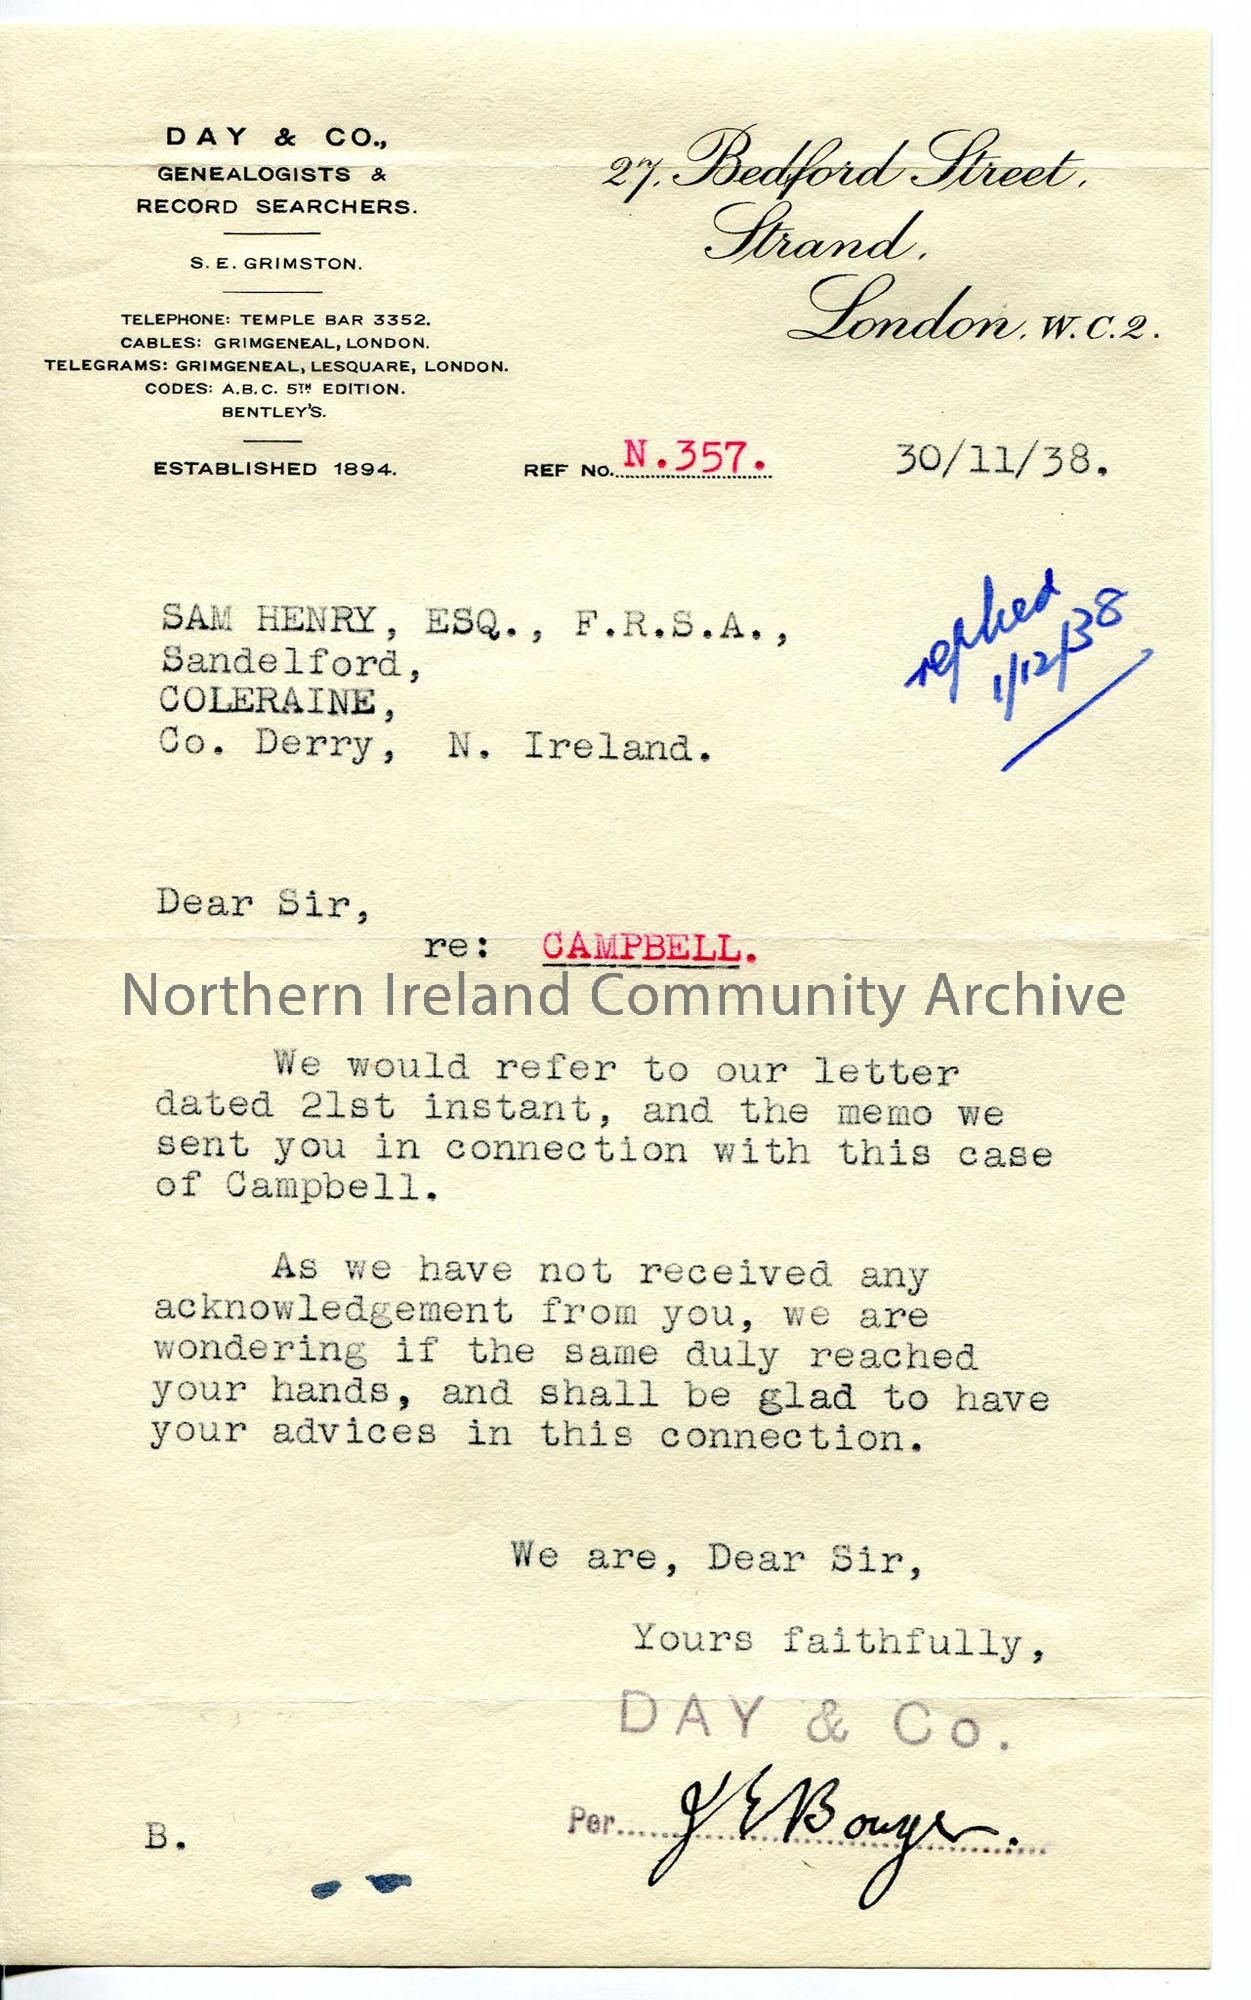 DAY & CO.,
GENEALOGISTS &
RECORD SEARCHERS.
S. E. GRIMSTON.
TELEPHONE: TEMPLE BAR 3352.
CABLES: GRIMGENEAL, LONDON.
TELEGRAMS: GRIMGENEAL, LESQUARE, LONDON.
CODES: A.B.C. 5TH EDITION.
BENTLEY'S.
ESTABLISHED 1894.
27, Bedford Street,
Strand,
London, W.C.2.
REF No. N.357.
30/11/38.
replied
1/12/38
SAM HENRY, ESQ., F.R.S.A.,
Sandelford,
COLERAINE,
Co. Derry, N. Ireland.
Dear Sir,
re: CAMPBELL.
Northern Ireland Community Archive
We would refer to our letter
dated 21st instant, and the memo we
sent you in connection with this case
of Campbell.
As we have not received any
acknowledgement from you, we are
wondering if the same duly reached
your hands, and shall be glad to have
your advices in this connection.
We are, Dear Sir,
Yours faithfully,
DAY & Co.
Per
B.